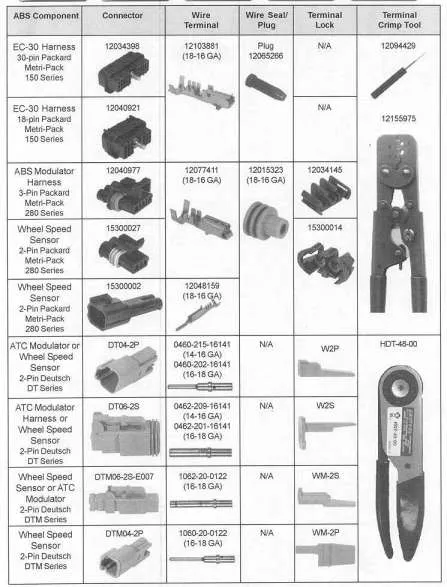 ABS Component
Connector
Wire
Terminal
Wire Seal/
Plug
Terminal
Lock
Terminal
Crimp Tool
EC-30 Harness
30-pin Packard
Metri-Pack
150 Series
12034398
12103881
(18-16 GA)
Plug
12065266
N/A
12094429
EC-30 Harness
18-pin Packard
Metri-Pack
150 Series
12040921
N/A
12155975
ABS Modulator
Harness
3-Pin Packard
Metri-Pack
280 Series
12040977
12077411
(18-16 GA)
12015323
(18-16 GA)
12034145
Wheel Speed
Sensor
2-Pin Packard
Metri-Pack
280 Series
15300027
15300014
Wheel Speed
Sensor
2-Pin Packard
Metri-Pack
280 Series
15300002
12048159
(18-16 GA)
ATC Modulator or
Wheel Speed
Sensor
2-Pin Deutsch
DT Series
DT04-2P
0460-215-16141
(14-16 GA)
0460-202-16141
(16-18 GA)
N/A
W2P
HDT-48-00
ATC Modulator
Harness or
Wheel Speed
Sensor
2-Pin Deutsch
DT Series
DT06-2S
0462-209-16141
(14-16 GA)
0462-201-16141
(16-18 GA)
N/A
W2S
Wheel Speed
Sensor or ATC
Modulator
2-Pin Deutsch
DTM Series
DTM06-2S-E007
1062-20-0122
(16-18 GA)
N/A
WM-2S
Wheel Speed
Sensor
2-Pin Deutsch
DTM Series
DTM04-2P
1060-20-0122
(16-18 GA)
N/A
WM-2P